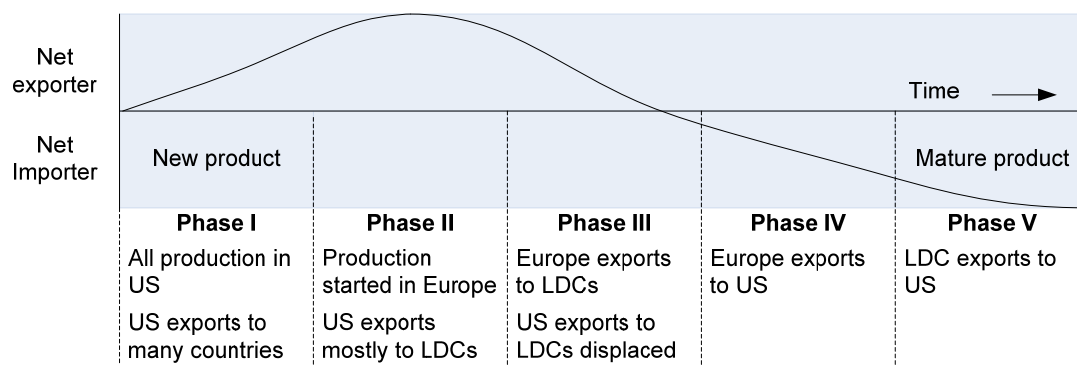 Net
exporter
Time
Net
Importer
New product
Mature product
Phase I
Phase II
Phase III
Phase IV
Phase V
All production in
US
US exports to
many countries
Production
started in Europe
US exports
mostly to LDCs
Europe exports
to LDCs
US exports to
LDCs displaced
Europe exports
to US
LDC exports to
US